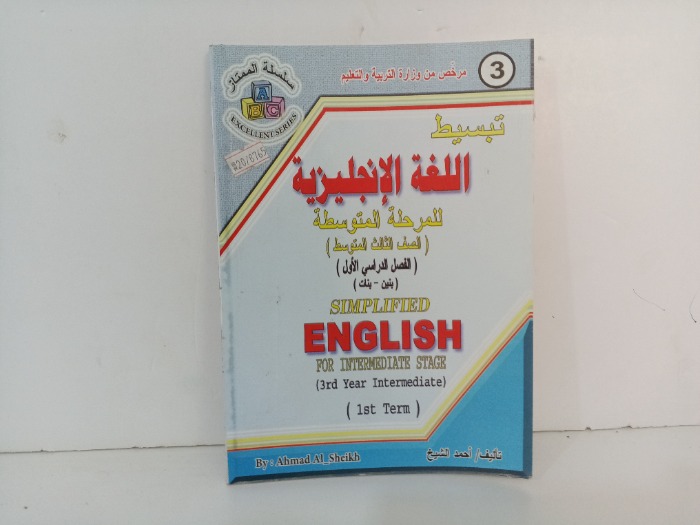 3
مرخص من وزارة التربية والتعليم
سلسلة الممتاز
A
B C
EXCELLENT SERIES
تبسيط
اللغة الإنجليزية
للمرحلة المتوسطة
( الصف الثالث المتوسط )
( الفصل الدراسي الأول )
( بنين - بنات )
SIMPLIFIED
ENGLISH
FOR INTERMEDIATE STAGE
(3rd Year Intermediate)
( 1st Term )
By : Ahmad Al_Sheikh
تأليف/ أحمد الشيخ